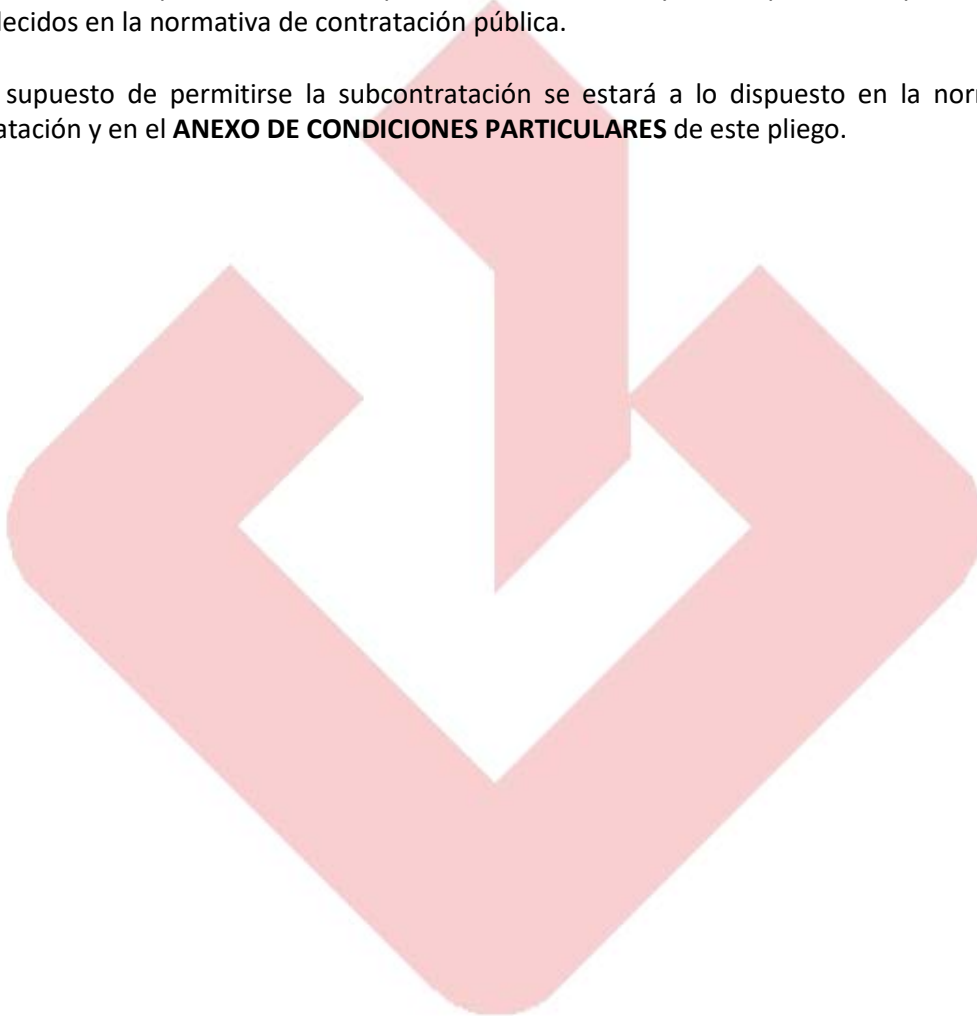 lecidos en la normativa de contratación pública.
supuesto de permitirse la subcontratación se estará a lo dispuesto en la norm
atación y en el ANEXO DE CONDICIONES PARTICULARES de este pliego.